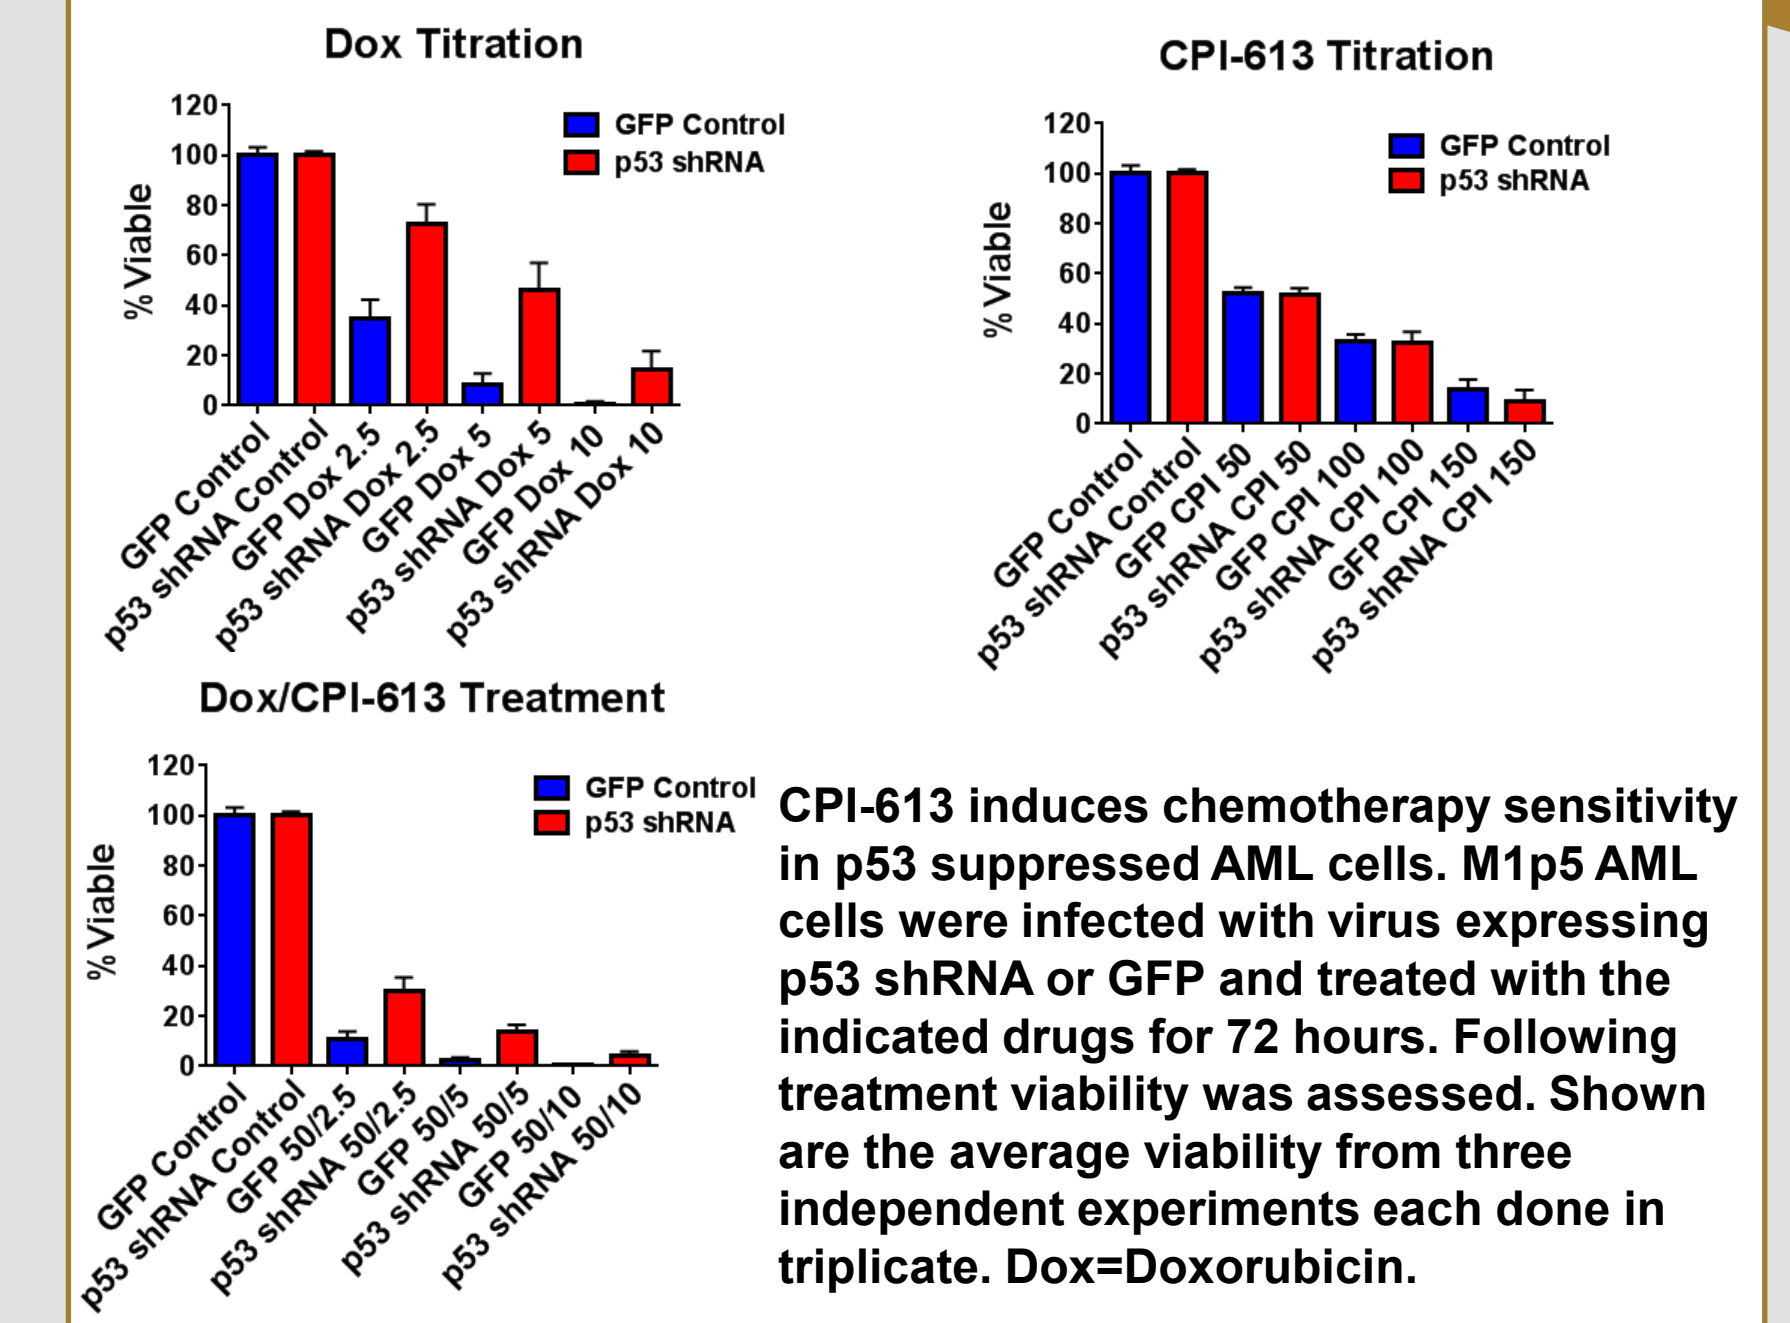 Dox Titration
120
100
80
60
40
20
0
% Viable
GFP Control
p53 shRNA
GFP Control
p53 shRNA Control
GFP Dox 2.5
p53 shRNA Dox 2.5
GFP Dox 5
p53 shRNA Dox 5
GFP Dox 10
p53 shRNA Dox 10
CPI-613 Titration
120
100
80
60
40
20
0
% Viable
GFP Control
p53 shRNA
GFP Control
p53 shRNA Control
GFP CPI 50
p53 shRNA CPI 50
GFP CPI 100
p53 shRNA CPI 100
GFP CPI 150
p53 shRNA CPI 150
Dox/CPI-613 Treatment
120
100
80
60
40
20
0
% Viable
GFP Control
p53 shRNA
GFP Control
p53 shRNA Control
GFP 50/2.5
p53 shRNA 50/2.5
GFP 50/5
p53 shRNA 50/5
GFP 50/10
p53 shRNA 50/10
CPI-613 induces chemotherapy sensitivity
in p53 suppressed AML cells. M1p5 AML
cells were infected with virus expressing
p53 shRNA or GFP and treated with the
indicated drugs for 72 hours. Following
treatment viability was assessed. Shown
are the average viability from three
independent experiments each done in
triplicate. Dox=Doxorubicin.